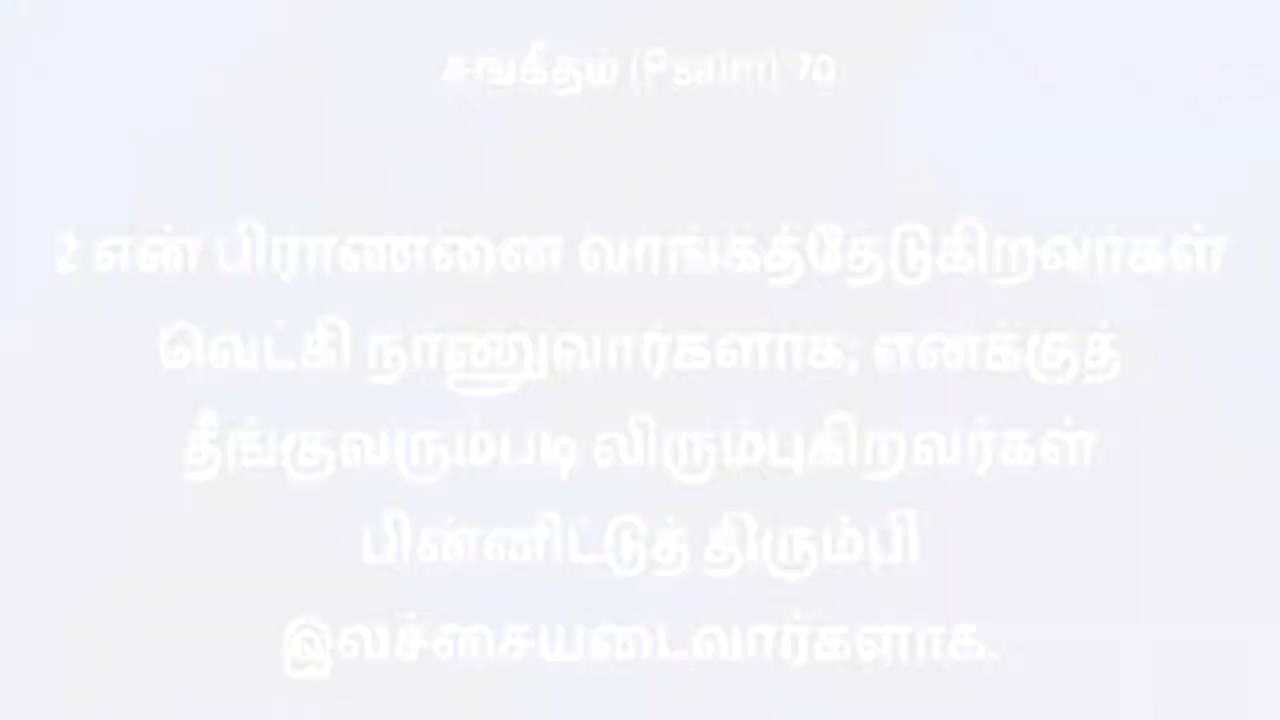 சங்கீதம் (Psalm) 70
2 என் பிராணனை வாங்கத்தேடுகிறவர்கள்
வெட்கி நாணுவார்களாக; எனக்குத்
தீங்குவரும்படி விரும்புகிறவர்கள்
பின்னிட்டுத் திரும்பி
இலச்சையடைவார்களாக.